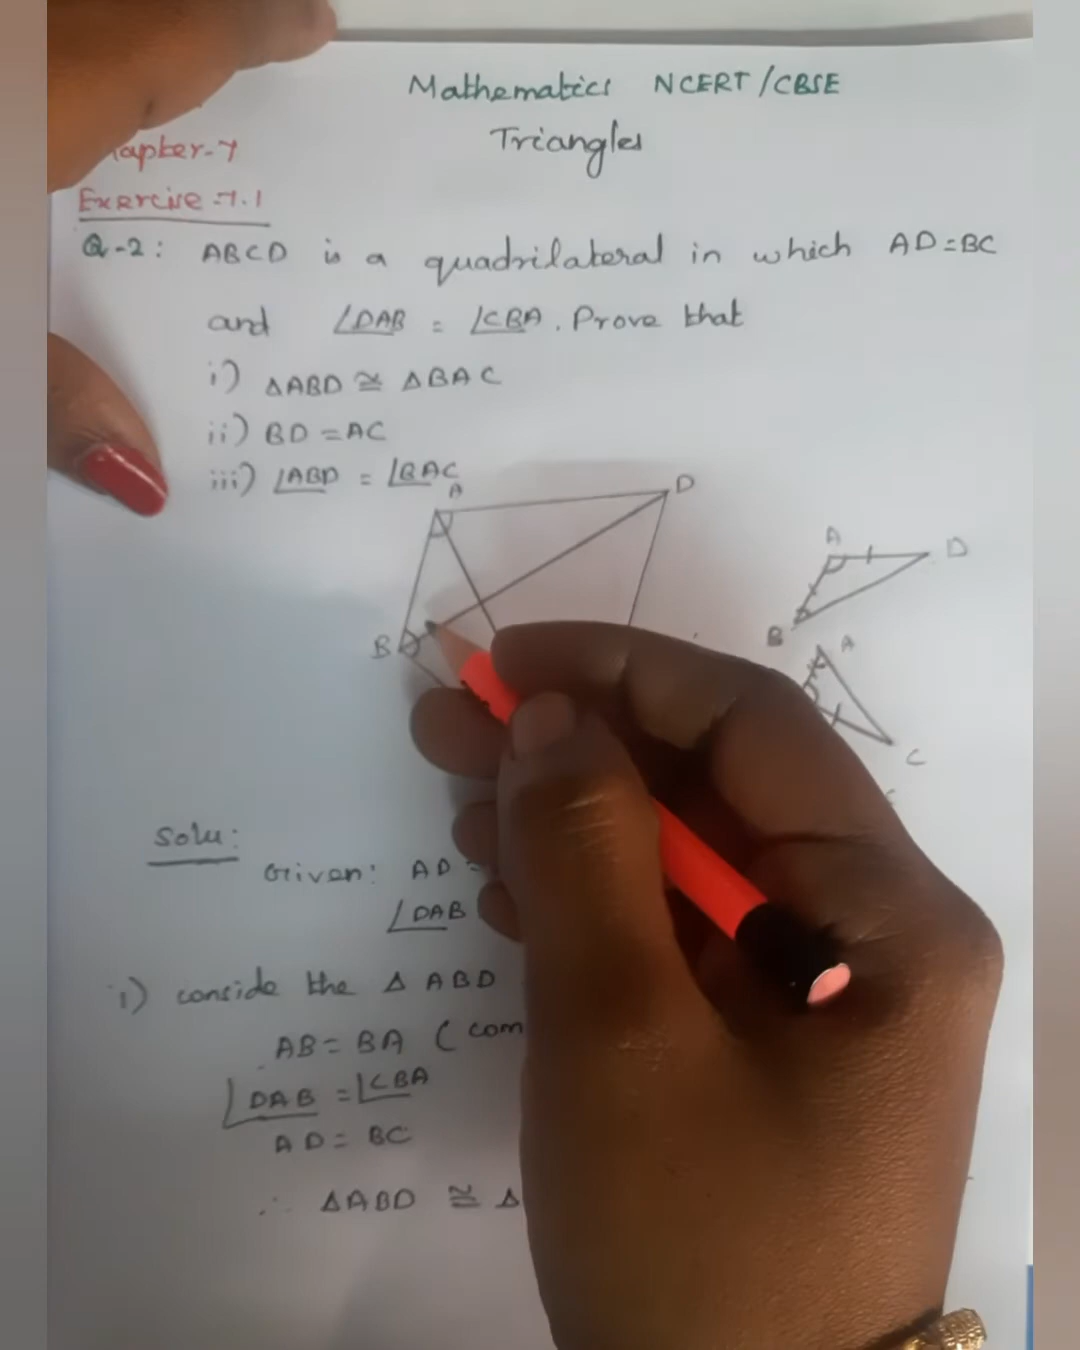 Mathematics NCERT/CBSE
Triangles
hapter-7
Exercise-7.1
Q-2: ABCD is a quadrilateral in which AD=BC
and ∠DAB = ∠CBA. Prove that
i) ΔABD ≅ ΔBAC
ii) BD = AC
iii) ∠ABD = ∠BAC
A
D
B
A
D
B
A
C
Solu:
Given: AD =
∠DAB
i) conside the Δ ABD
AB = BA (com
∠DAB = ∠CBA
AD = BC
∴ ΔABD ≅ Δ